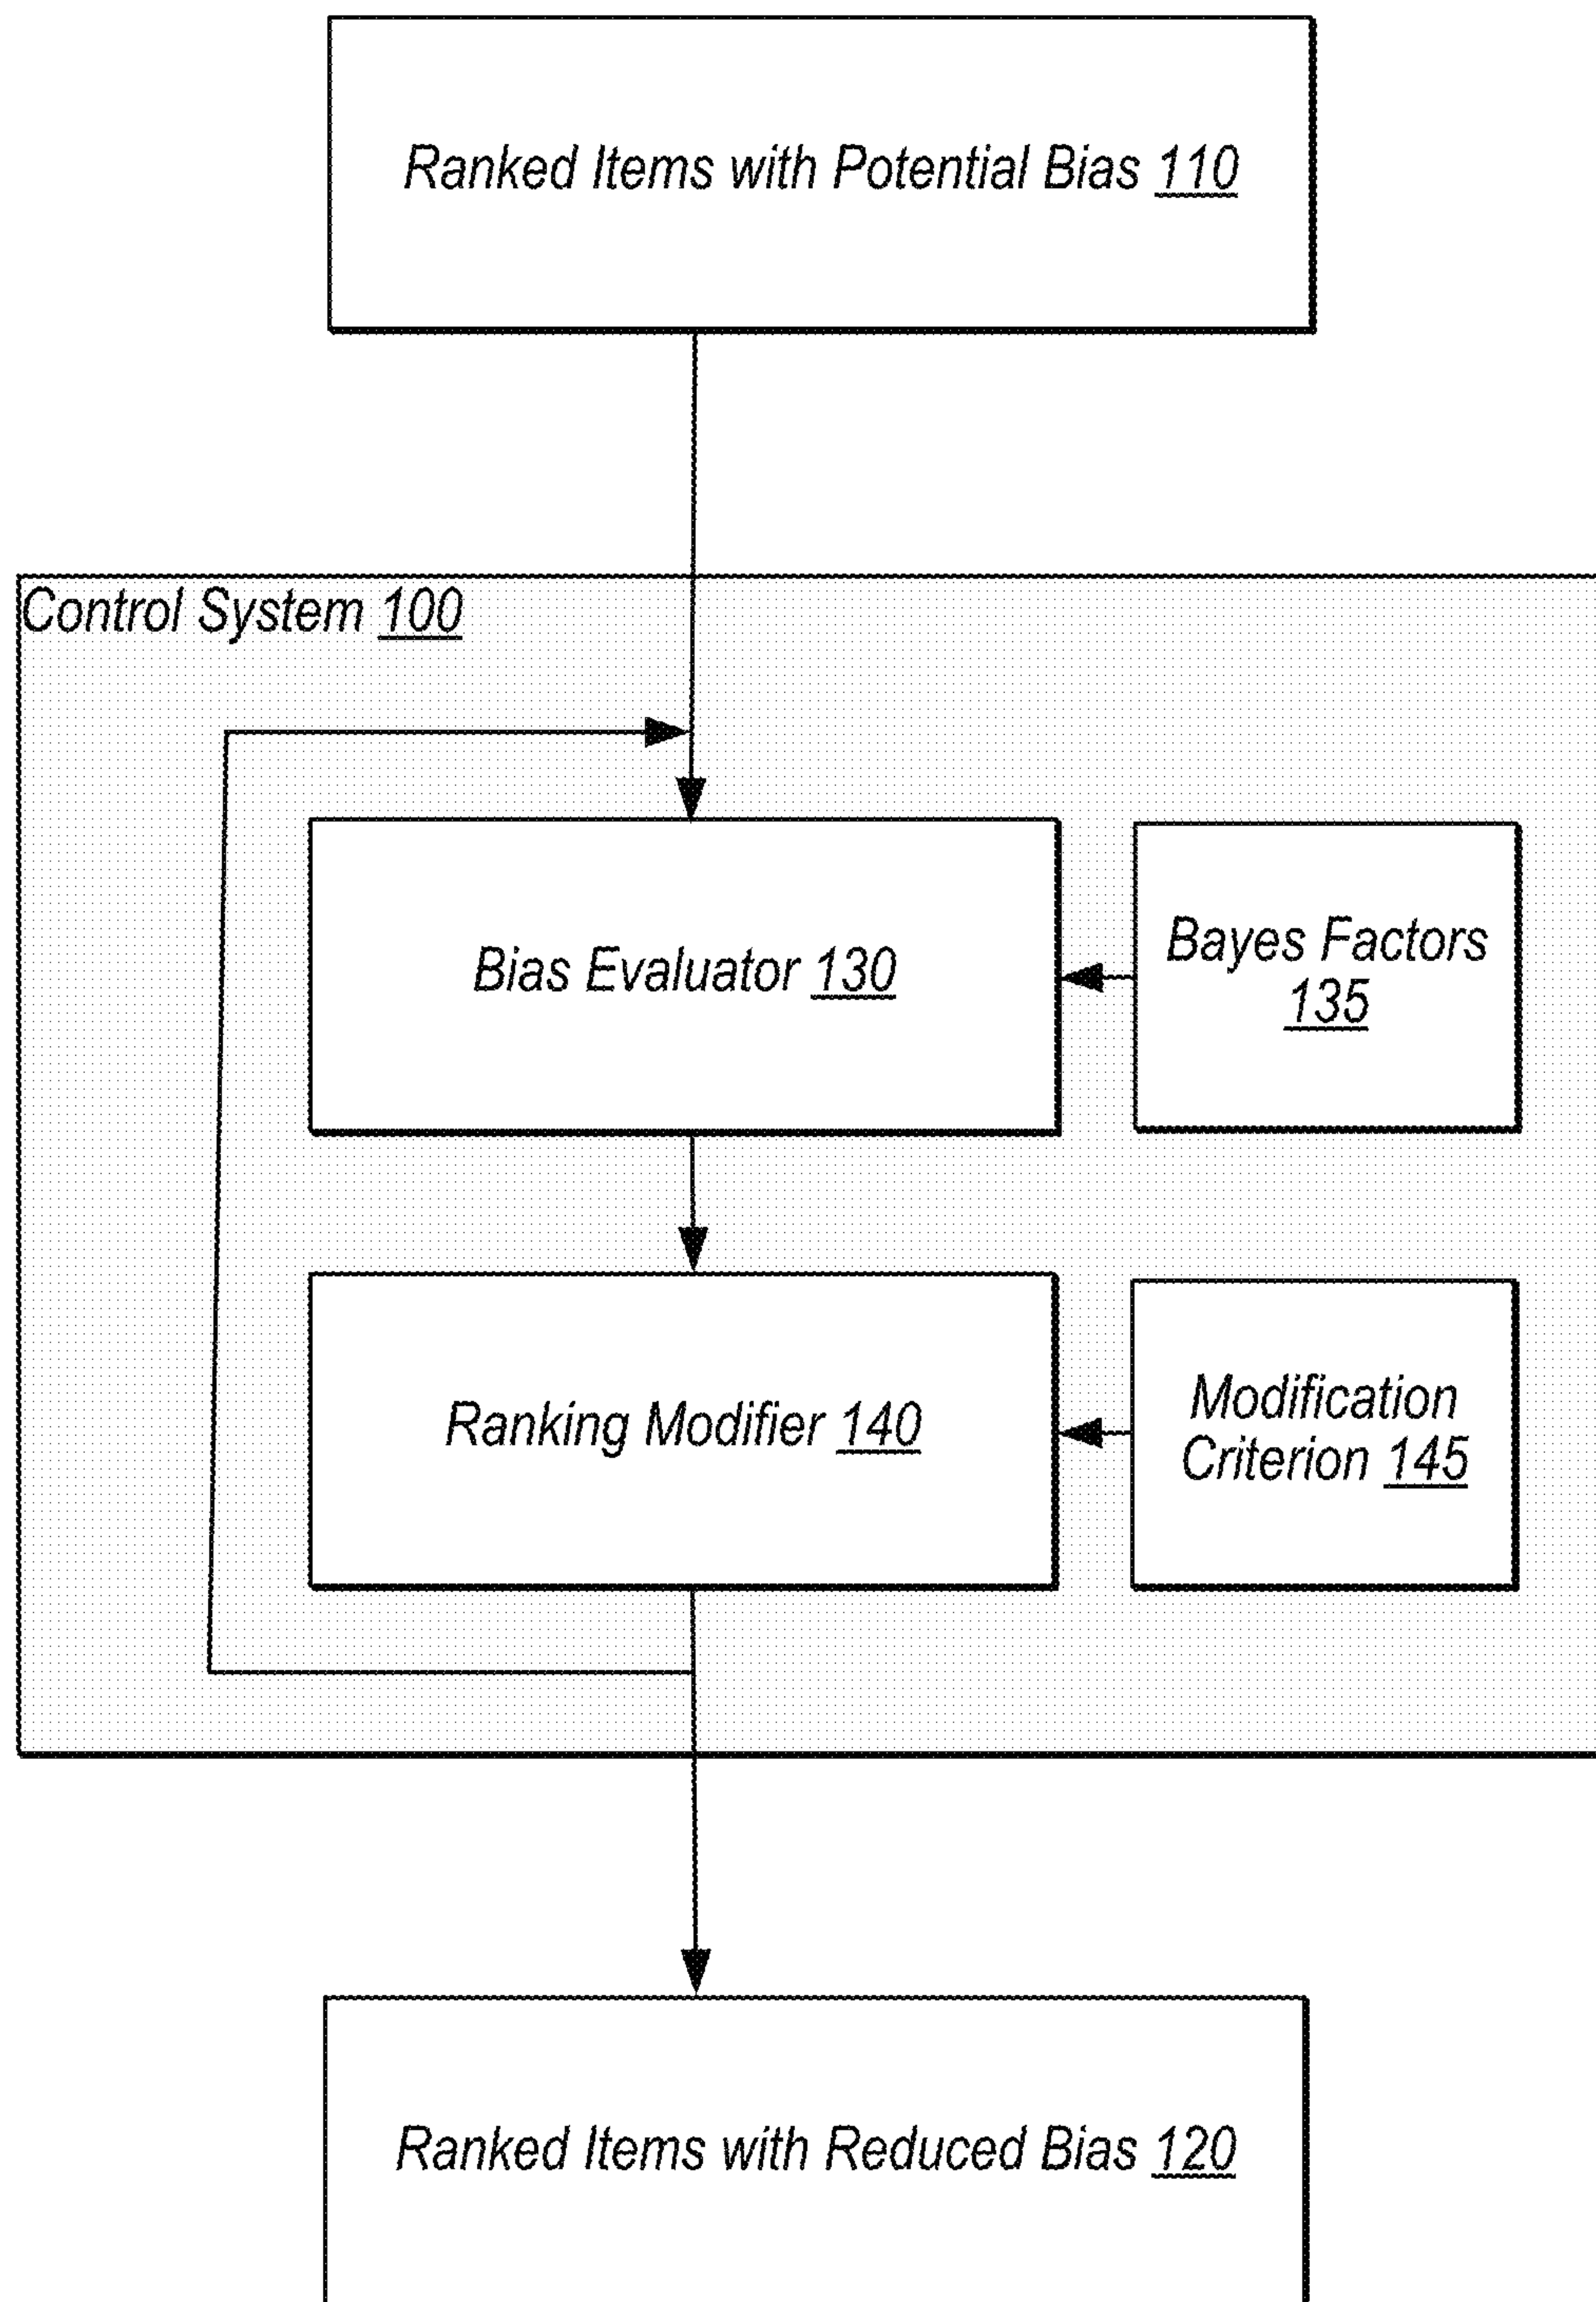 Ranked Items with Potential Bias 110
Control System 100
Bias Evaluator 130
Bayes Factors
135
Ranking Modifier 140
Modification
Criterion 145
Ranked Items with Reduced Bias 120